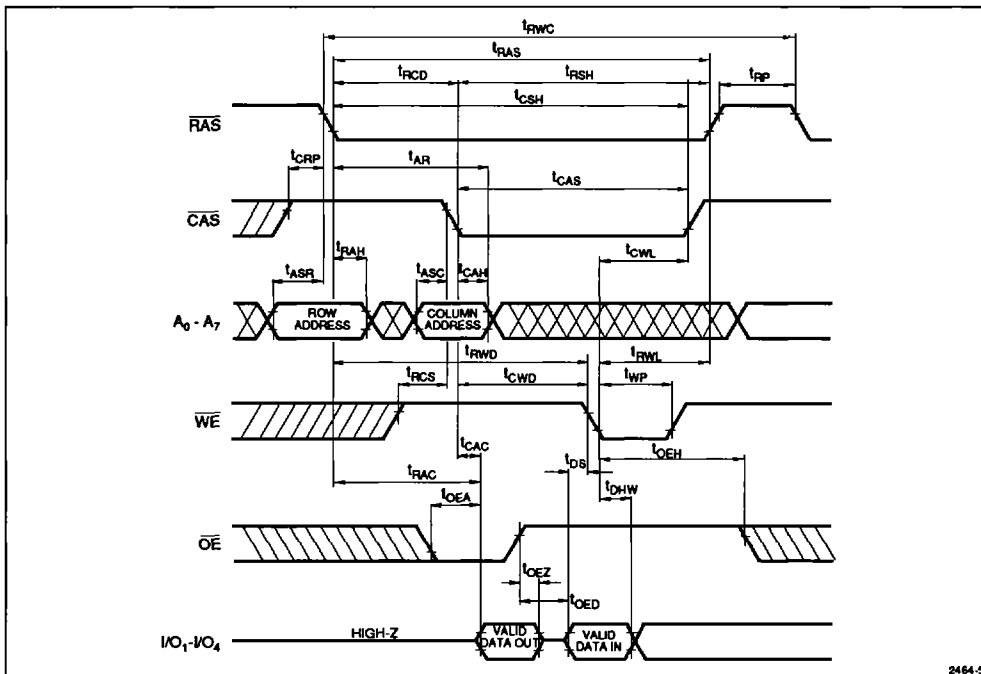 tRWC
tRAS
tRCD
tRSH
tRP
tCSH
RAS
tCRP
tAR
tCAS
CAS
tRAH
tCWL
tASR
tASC
tCAH
A0 - A7
ROW
ADDRESS
COLUMN
ADDRESS
tRWD
tRWL
tRCS
tCWD
tWP
WE
tCAC
tDS
tOEH
tRAC
tDHW
tOEA
OE
tOEZ
tOED
I/O1-I/O4
HIGH-Z
VALID
DATA OUT
VALID
DATA IN
2464-5